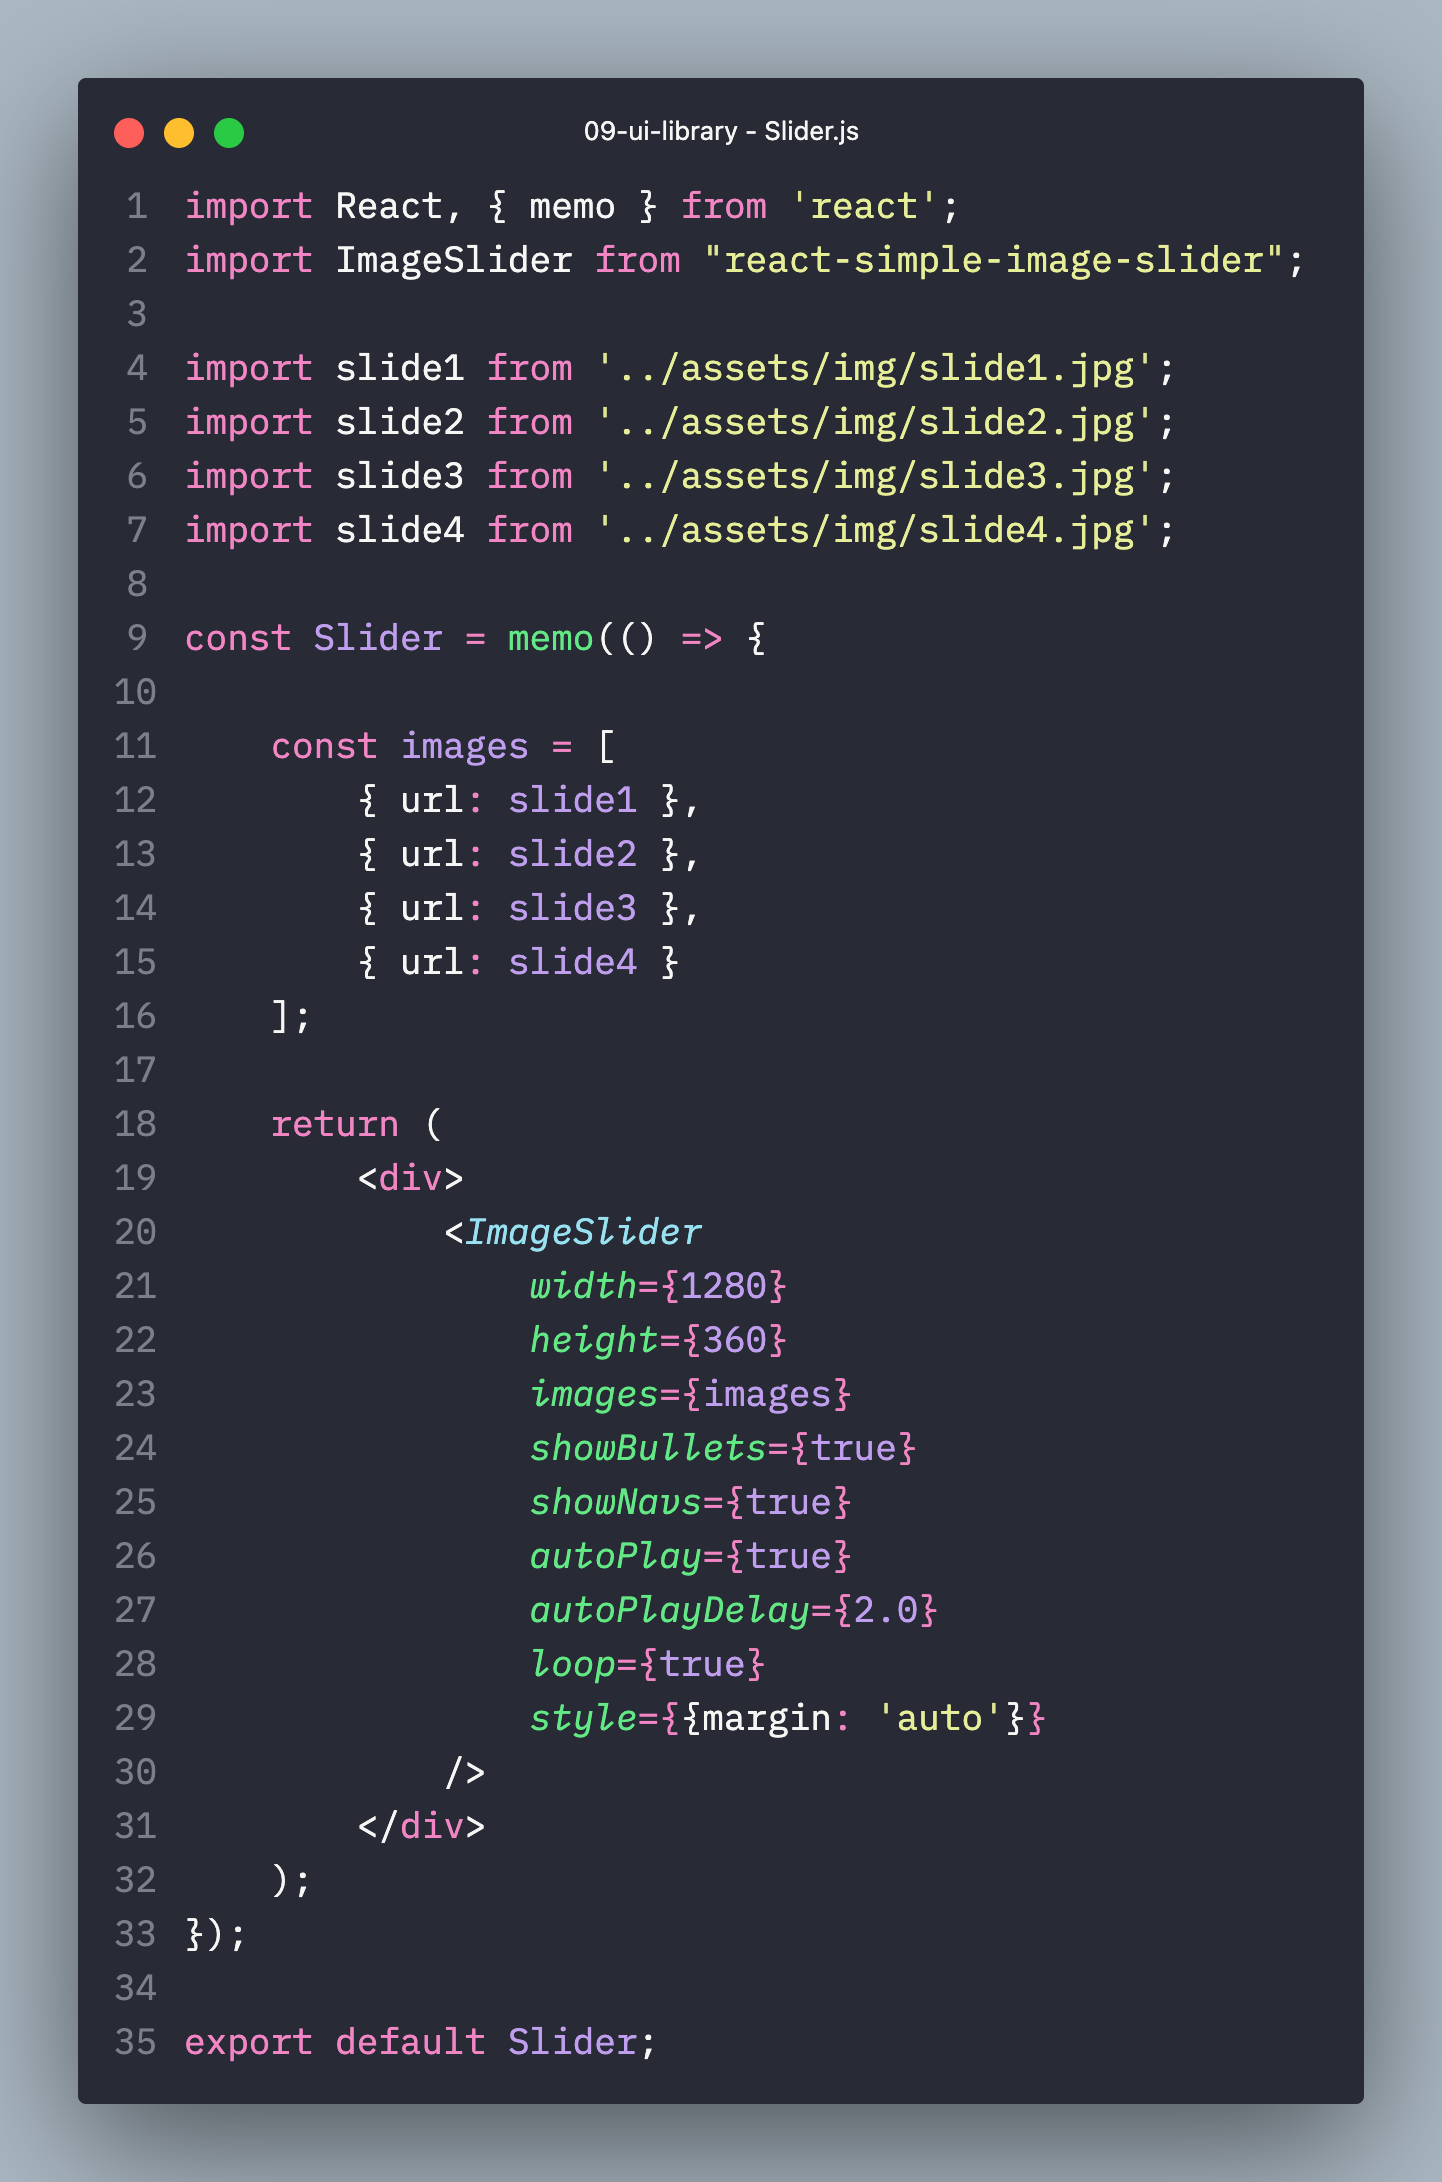 09-ui-library - Slider.js
1 import React, { memo } from 'react';
2 import ImageSlider from "react-simple-image-slider";
3
4 import slide1 from '../assets/img/slide1.jpg';
5 import slide2 from '../assets/img/slide2.jpg';
6 import slide3 from '../assets/img/slide3.jpg';
7 import slide4 from '../assets/img/slide4.jpg';
8
9 const Slider = memo(() => {
10
11     const images = [
12         { url: slide1 },
13         { url: slide2 },
14         { url: slide3 },
15         { url: slide4 }
16     ];
17
18     return (
19         <div>
20             <ImageSlider
21                 width={1280}
22                 height={360}
23                 images={images}
24                 showBullets={true}
25                 showNavs={true}
26                 autoPlay={true}
27                 autoPlayDelay={2.0}
28                 loop={true}
29                 style={{margin: 'auto'}}
30             />
31         </div>
32     );
33 });
34
35 export default Slider;